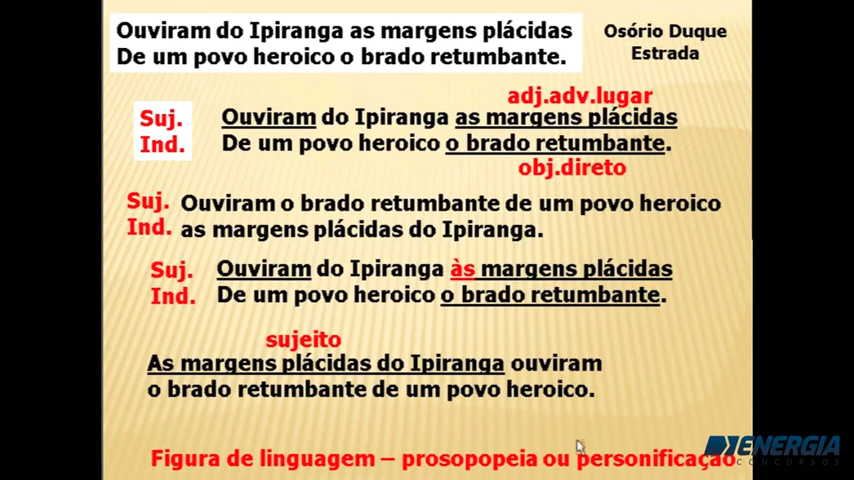 Ouviram do Ipiranga as margens plácidas
De um povo heroico o brado retumbante.
Osório Duque
Estrada
adj.adv.lugar
Suj.
Ind.
Ouviram do Ipiranga as margens plácidas
De um povo heroico o brado retumbante.
obj.direto
Suj.
Ind.
Ouviram o brado retumbante de um povo heroico
as margens plácidas do Ipiranga.
Suj.
Ind.
Ouviram do Ipiranga às margens plácidas
De um povo heroico o brado retumbante.
sujeito
As margens plácidas do Ipiranga ouviram
o brado retumbante de um povo heroico.
Figura de linguagem – prosopopeia ou personificação
ENERGIA
CONCURSOS